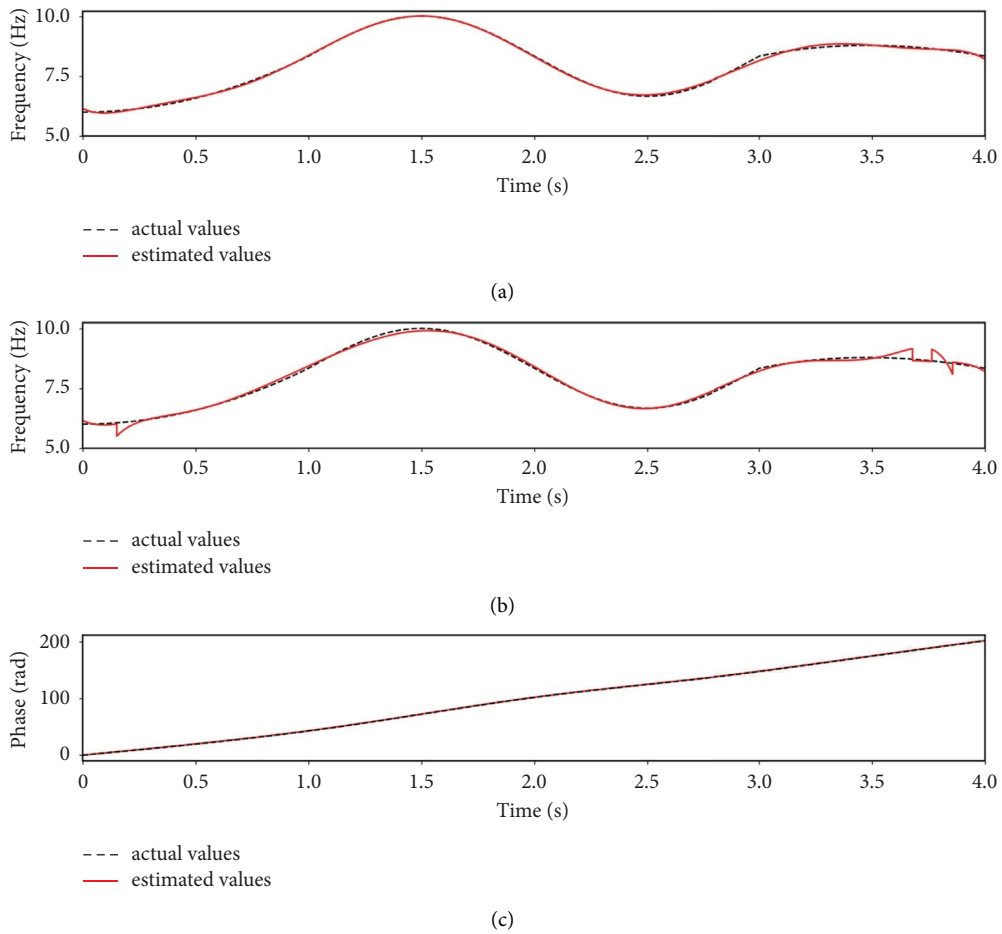 10.0
7.5
5.0
Frequency (Hz)
0 0.5 1.0 1.5 2.0 2.5 3.0 3.5 4.0
Time (s)
actual values
estimated values
(a)
10.0
7.5
5.0
Frequency (Hz)
0 0.5 1.0 1.5 2.0 2.5 3.0 3.5 4.0
Time (s)
actual values
estimated values
(b)
200
100
0
Phase (rad)
0 0.5 1.0 1.5 2.0 2.5 3.0 3.5 4.0
Time (s)
actual values
estimated values
(c)